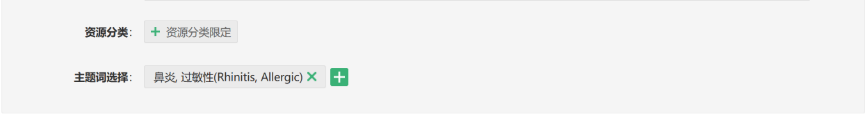 资源分类: + 资源分类限定
主题词选择: 鼻炎, 过敏性(Rhinitis, Allergic) × +